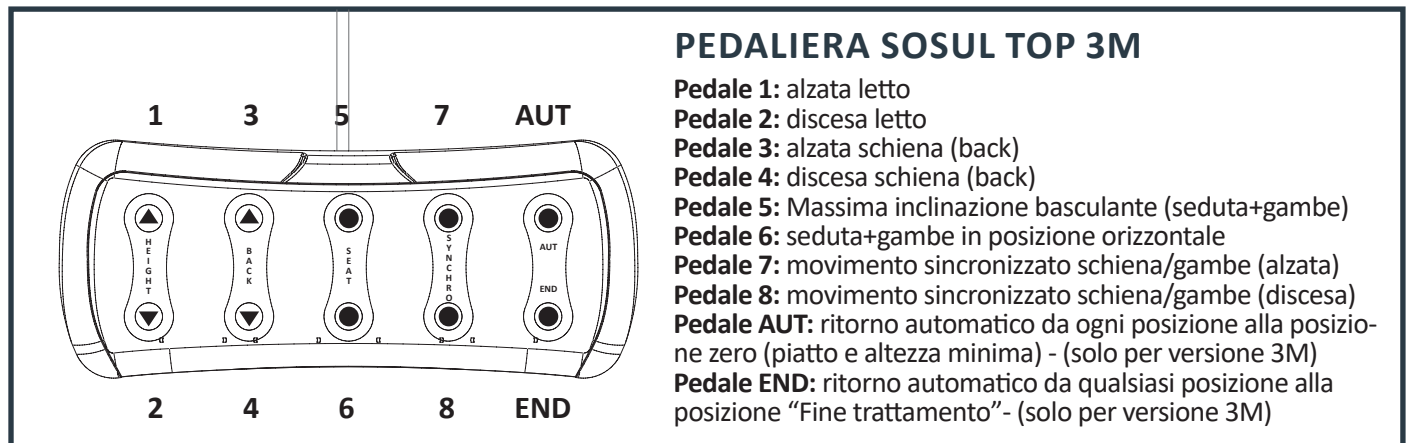 PEDALIERA SOSUL TOP 3M
Pedale 1: alzata letto
Pedale 2: discesa letto
Pedale 3: alzata schiena (back)
Pedale 4: discesa schiena (back)
Pedale 5: Massima inclinazione basculante (seduta+gambe)
Pedale 6: seduta+gambe in posizione orizzontale
Pedale 7: movimento sincronizzato schiena/gambe (alzata)
Pedale 8: movimento sincronizzato schiena/gambe (discesa)
Pedale AUT: ritorno automatico da ogni posizione alla posizio-
ne zero (piatto e altezza minima) - (solo per versione 3M)
Pedale END: ritorno automatico da qualsiasi posizione alla
posizione “Fine trattamento”- (solo per versione 3M)
1 3 5 7 AUT
HEIGHT
BACK
SEAT
SYNCHRO
AUT
END
2 4 6 8 END